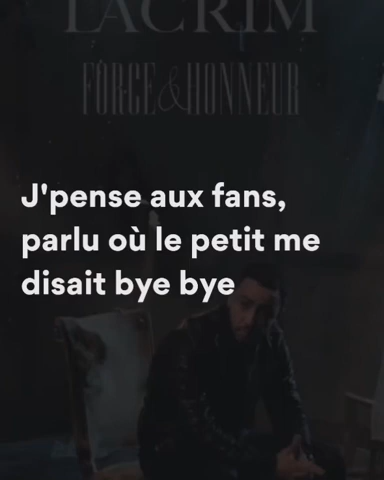 LACRIM
FORCE & HONNEUR
J'pense aux fans,
parlu où le petit me
disait bye bye